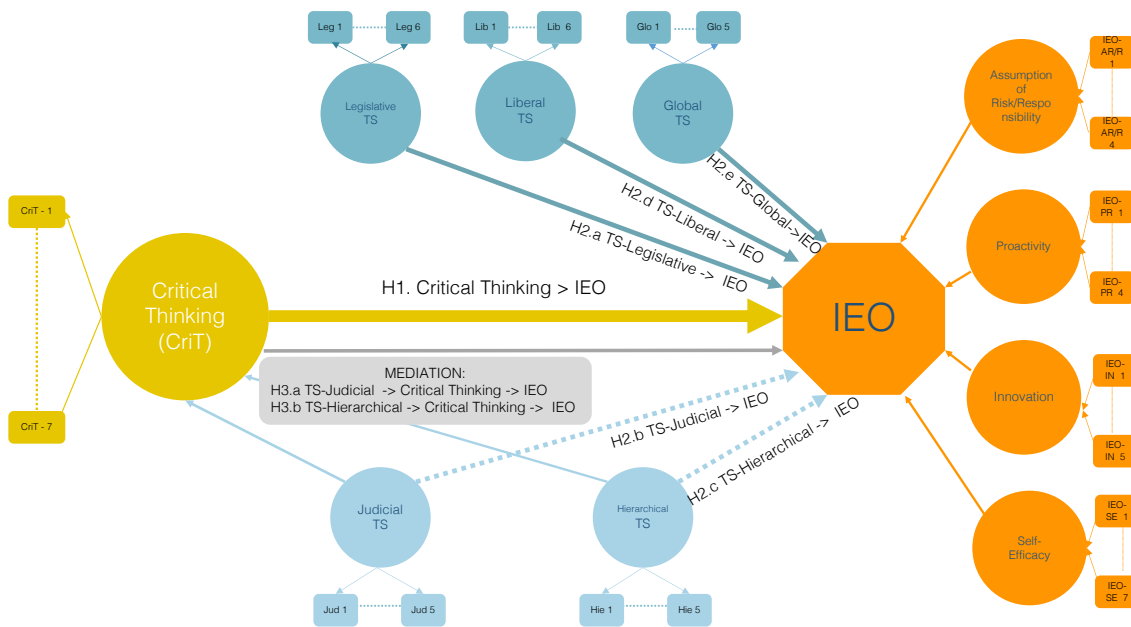 Leg 1
Leg 6
Lib 1
Lib 6
Glo 1
Glo 5
Legislative
TS
Liberal
TS
Global
TS
Assumption
of
Risk/Respo
nsibility
IEO-
AR/R
1
IEO-
AR/R
4
H2.e TS-Global->IEO
H2.d TS-Liberal -> IEO
H2.a TS-Legislative -> IEO
CriT - 1
CriT - 7
Critical
Thinking
(CriT)
H1. Critical Thinking > IEO
IEO
Proactivity
IEO-
PR 1
IEO-
PR 4
MEDIATION:
H3.a TS-Judicial -> Critical Thinking -> IEO
H3.b TS-Hierarchical -> Critical Thinking -> IEO
H2.b TS-Judicial -> IEO
H2.c TS-Hierarchical -> IEO
Innovation
IEO-
IN 1
IEO-
IN 5
Judicial
TS
Hierarchical
TS
Self-
Efficacy
IEO-
SE 1
IEO-
SE 7
Jud 1
Jud 5
Hie 1
Hie 5